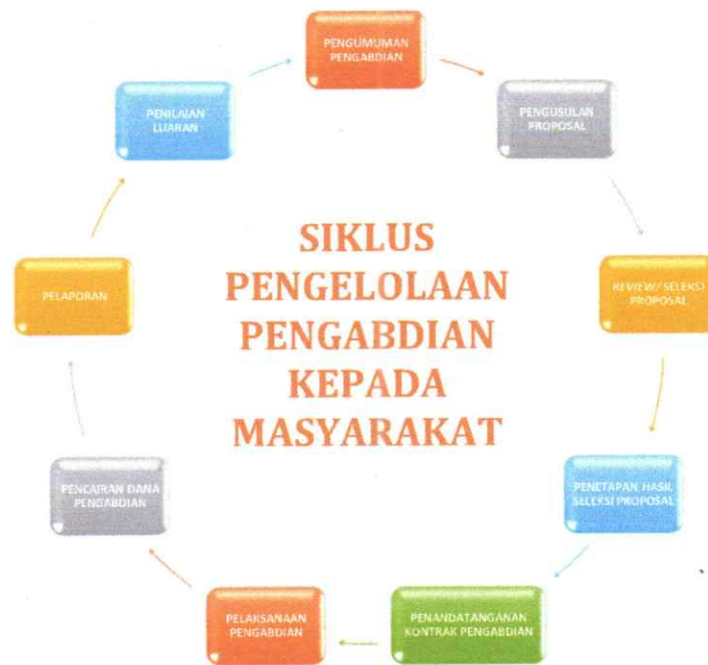 PENGUMUMAN
PENGABDIAN
PENGUSULAN
PROPOSAL
REVIEW/ SELEKSI
PROPOSAL
PENETAPAN HASIL
SELEKSI PROPOSAL
PENANDATANGANAN
KONTRAK PENGABDIAN
PELAKSANAAN
PENGABDIAN
PENCAIRAN DANA
PENGABDIAN
PELAPORAN
PENILAIAN
LUARAN
SIKLUS
PENGELOLAAN
PENGABDIAN
KEPADA
MASYARAKAT